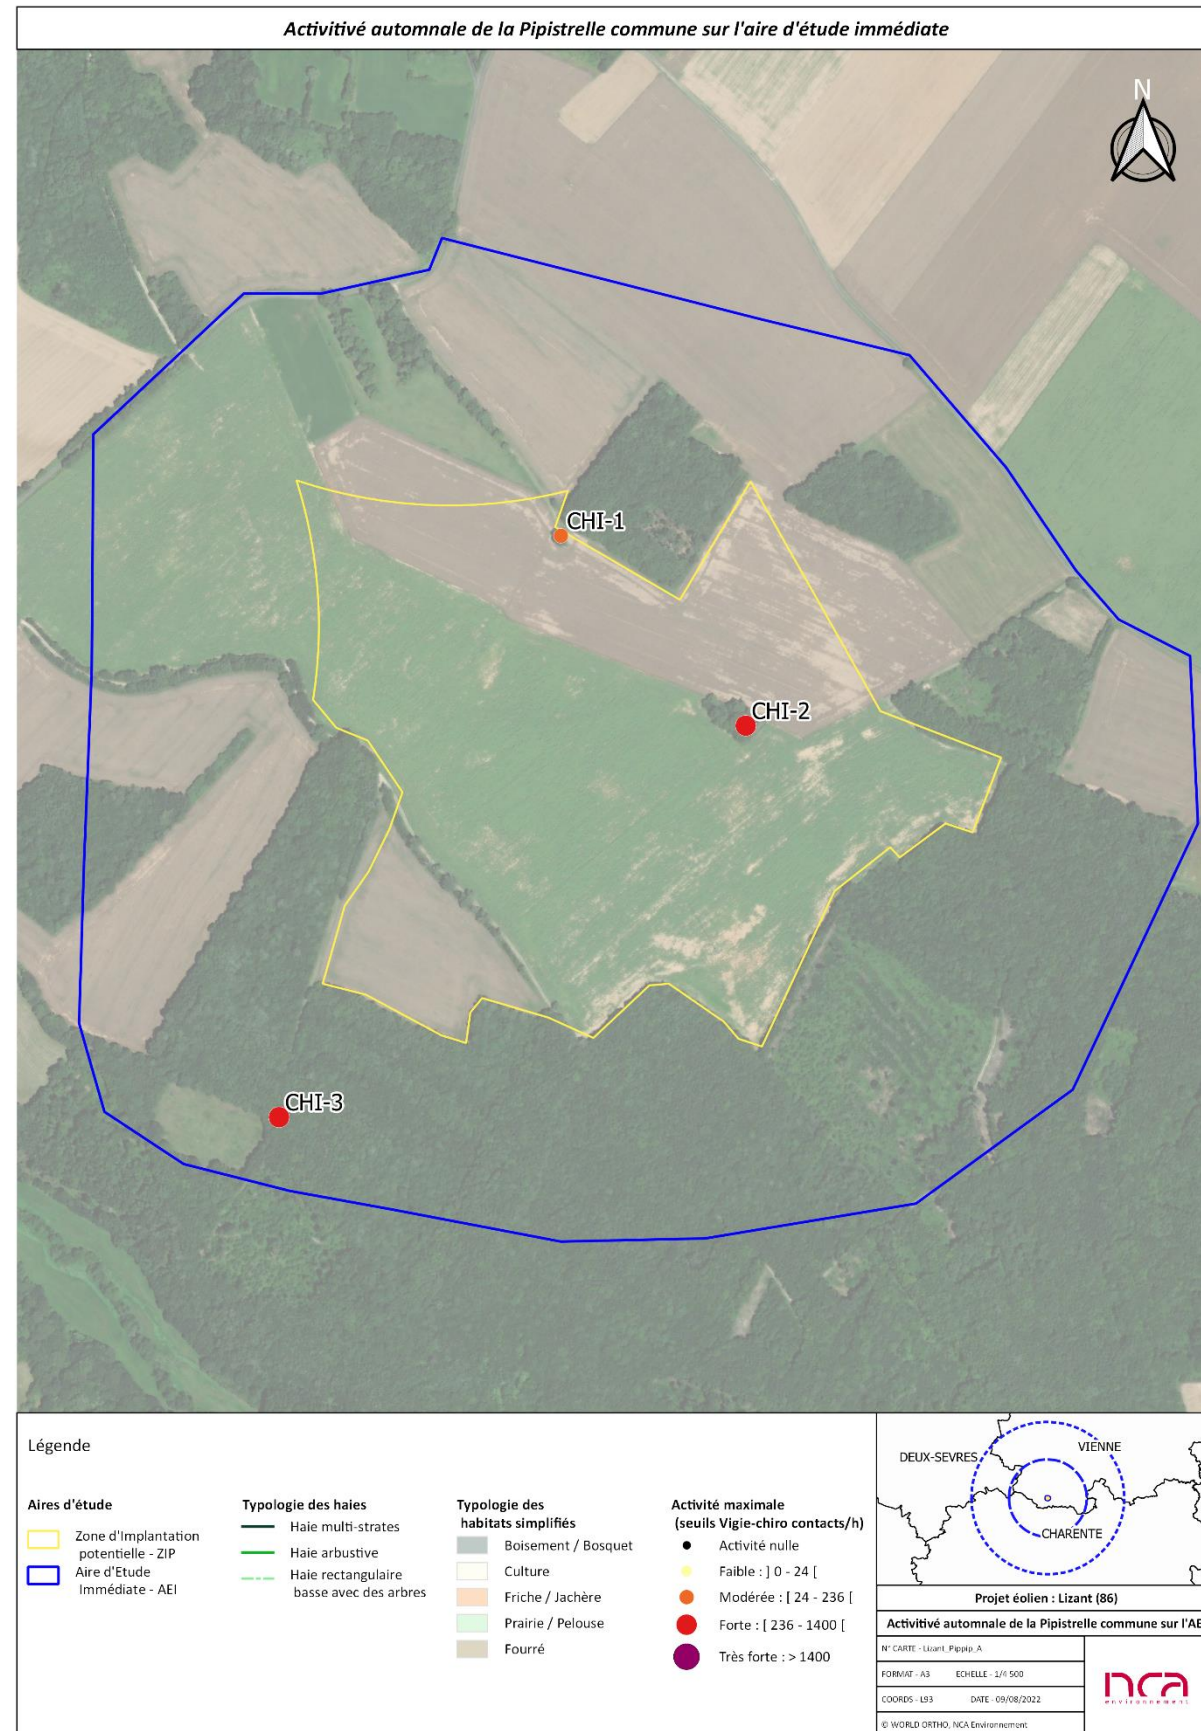 Activitivé automnale de la Pipistrelle commune sur l'aire d'étude immédiate
N
CHI-1
CHI-2
CHI-3
Légende
Aires d'étude
Zone d'Implantation
potentielle - ZIP
Aire d'Etude
Immédiate - AEI
Typologie des haies
Haie multi-strates
Haie arbustive
Haie rectangulaire
basse avec des arbres
Typologie des
habitats simplifiés
Boisement / Bosquet
Culture
Friche / Jachère
Prairie / Pelouse
Fourré
Activité maximale
(seuils Vigie-chiro contacts/h)
Activité nulle
Faible : ] 0 - 24 [
Modérée : [ 24 - 236 [
Forte : [ 236 - 1400 [
Très forte : > 1400
DEUX-SEVRES
VIENNE
CHARENTE
Projet éolien : Lizant (86)
Activitivé automnale de la Pipistrelle commune sur l'AE
N° CARTE - Lizant_Pippip_A
FORMAT - A3 ECHELLE - 1/4 500
COORDS - L93 DATE - 09/08/2022
© WORLD ORTHO, NCA Environnement
nca
environnement